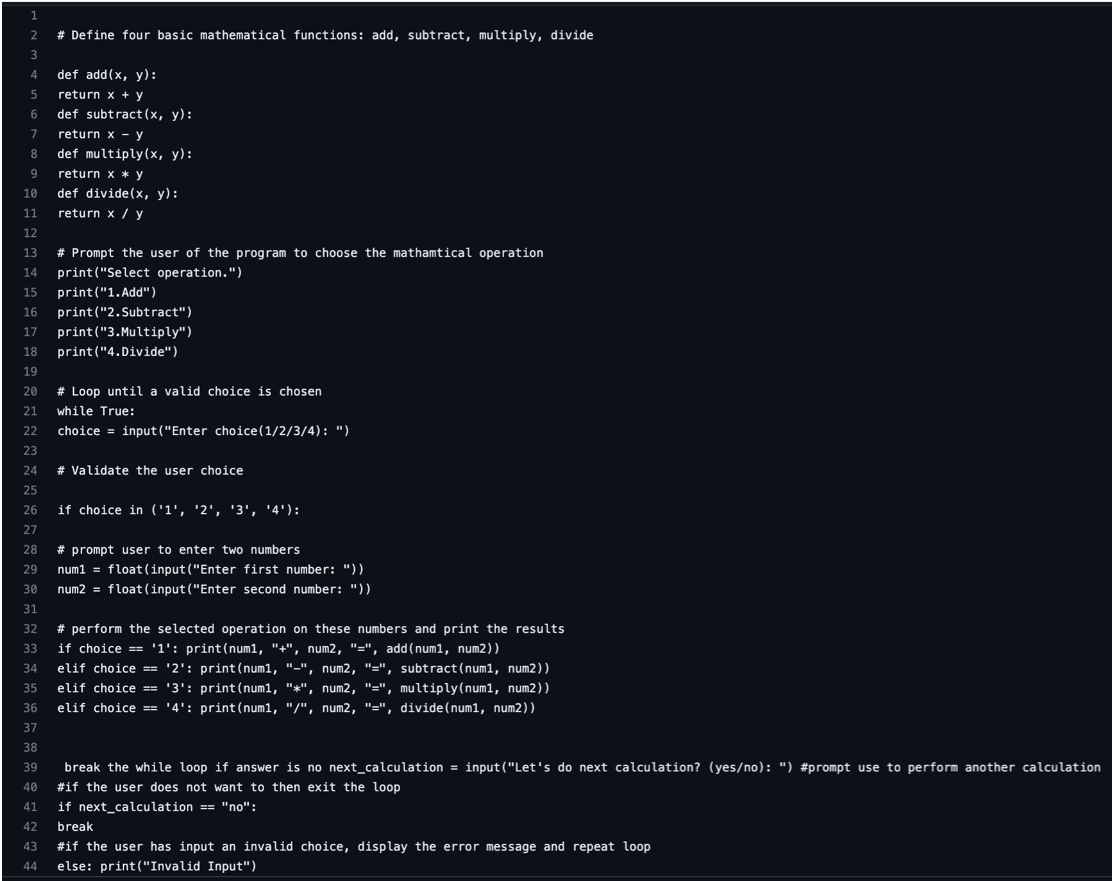 1
2 # Define four basic mathematical functions: add, subtract, multiply, divide
3
4 def add(x, y):
5 return x + y
6 def subtract(x, y):
7 return x - y
8 def multiply(x, y):
9 return x * y
10 def divide(x, y):
11 return x / y
12
13 # Prompt the user of the program to choose the mathamtical operation
14 print("Select operation.")
15 print("1.Add")
16 print("2.Subtract")
17 print("3.Multiply")
18 print("4.Divide")
19
20 # Loop until a valid choice is chosen
21 while True:
22 choice = input("Enter choice(1/2/3/4): ")
23
24 # Validate the user choice
25
26 if choice in ('1', '2', '3', '4'):
27
28 # prompt user to enter two numbers
29 num1 = float(input("Enter first number: "))
30 num2 = float(input("Enter second number: "))
31
32 # perform the selected operation on these numbers and print the results
33 if choice == '1': print(num1, "+", num2, "=", add(num1, num2))
34 elif choice == '2': print(num1, "-", num2, "=", subtract(num1, num2))
35 elif choice == '3': print(num1, "*", num2, "=", multiply(num1, num2))
36 elif choice == '4': print(num1, "/", num2, "=", divide(num1, num2))
37
38
39  break the while loop if answer is no next_calculation = input("Let's do next calculation? (yes/no): ") #prompt use to perform another calculation
40 #if the user does not want to then exit the loop
41 if next_calculation == "no":
42 break
43 #if the user has input an invalid choice, display the error message and repeat loop
44 else: print("Invalid Input")